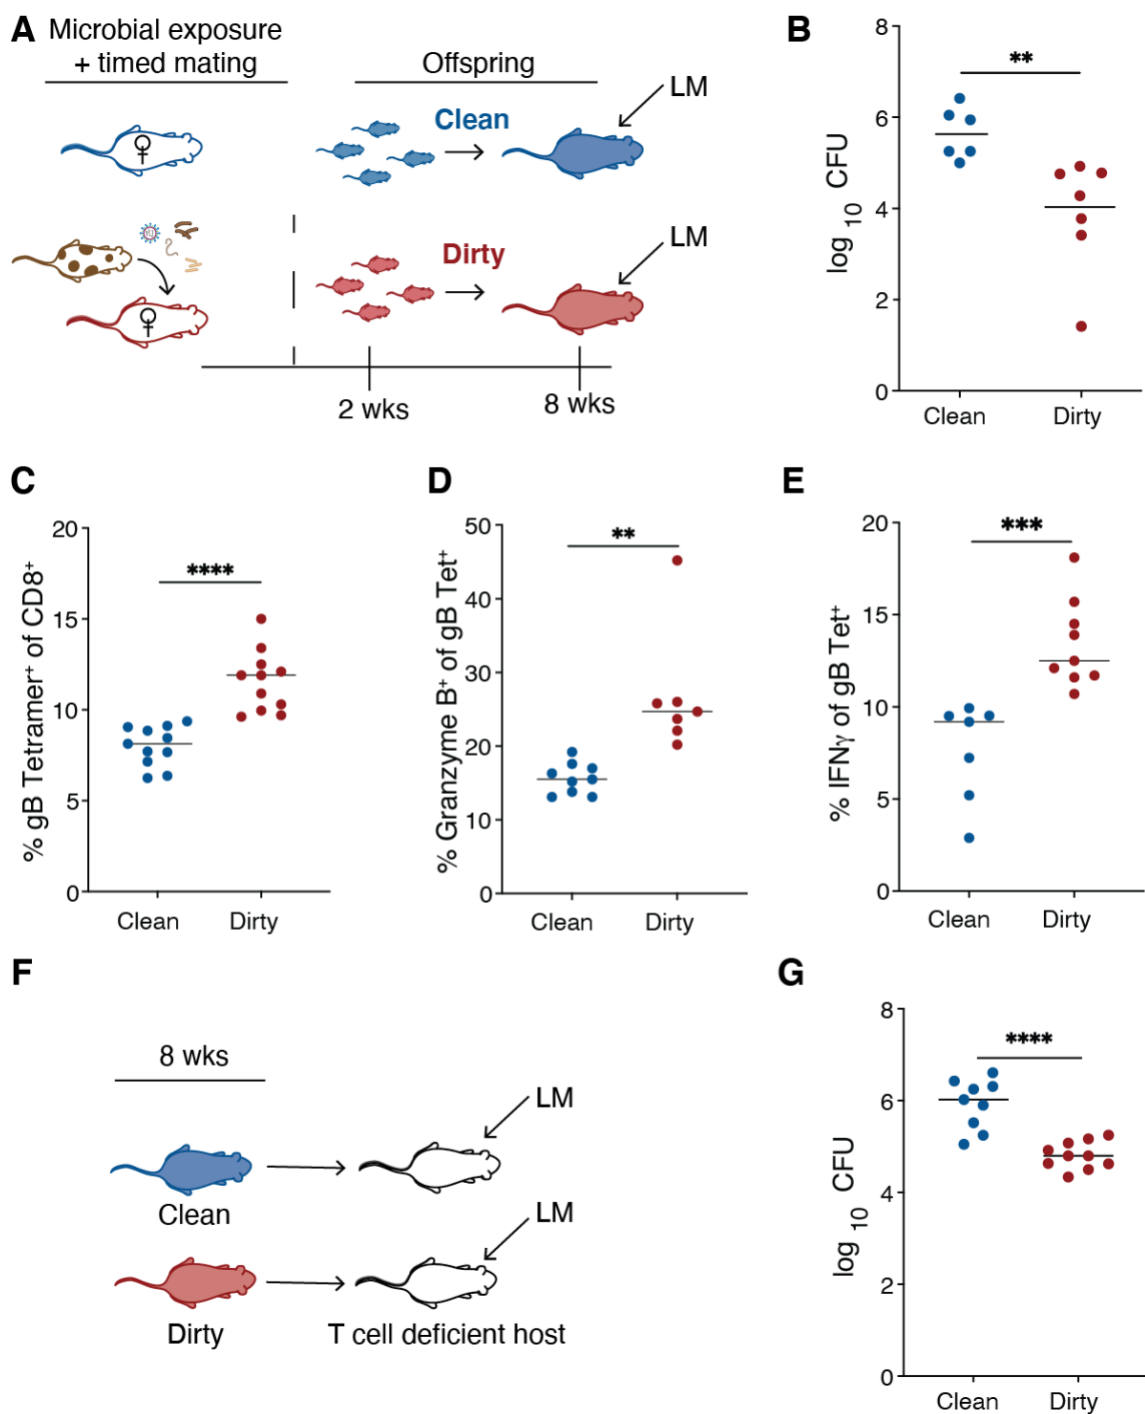 A
Microbial exposure
+ timed mating
Offspring
Clean
LM
Dirty
LM
2 wks
8 wks
B
8
6
4
2
0
log 10 CFU
**
Clean
Dirty
C
20
15
10
5
0
% gB Tetramer⁺ of CD8⁺
****
Clean
Dirty
D
50
40
30
20
10
0
% Granzyme B⁺ of gB Tet⁺
**
Clean
Dirty
E
20
15
10
5
0
% IFNγ of gB Tet⁺
***
Clean
Dirty
F
8 wks
LM
Clean
LM
Dirty
T cell deficient host
G
8
6
4
2
0
log 10 CFU
****
Clean
Dirty